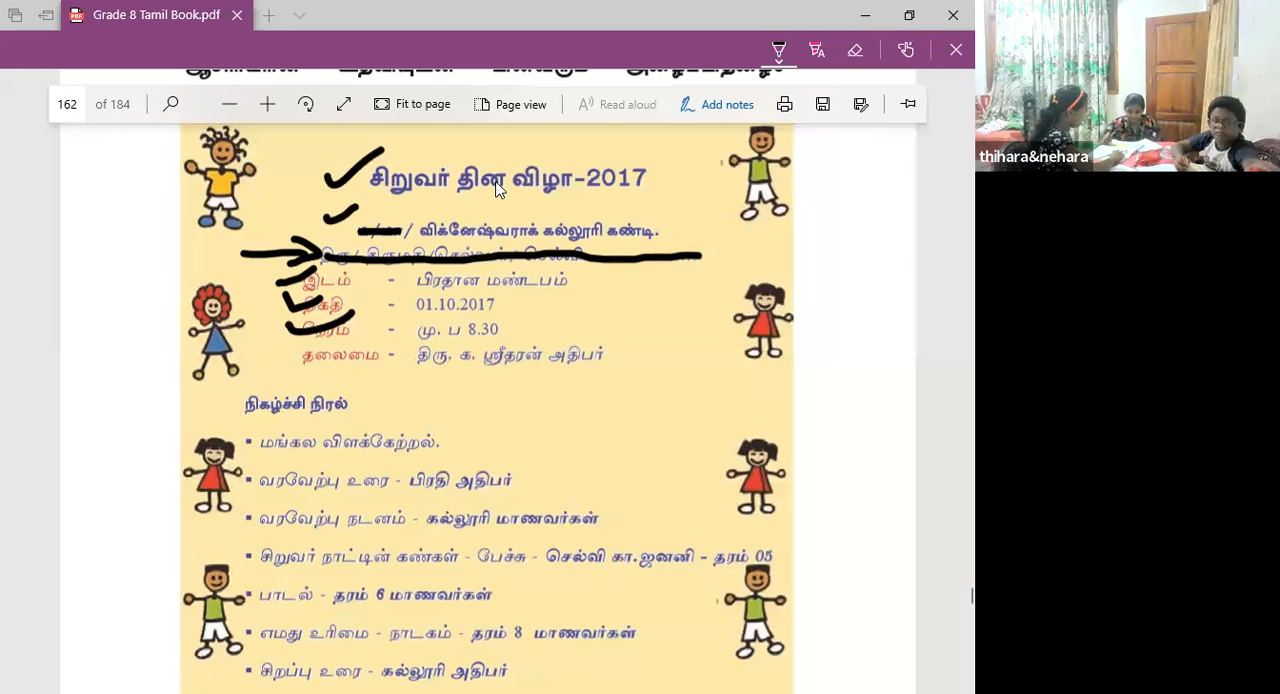 Grade 8 Tamil Book.pdf
162 of 184 Fit to page Page view Read aloud Add notes
thihara&nehara
சிறுவர் தின விழா-2017
/ விக்னேஷ்வராக் கல்லூரி கண்டி.
இடம் - பிரதான மண்டபம்
திகதி - 01.10.2017
நேரம் - மு. ப 8.30
தலைமை - திரு. க. ஸ்ரீதரன் அதிபர்
நிகழ்ச்சி நிரல்
▪ மங்கல விளக்கேற்றல்.
▪ வரவேற்பு உரை - பிரதி அதிபர்
▪ வரவேற்பு நடனம் - கல்லூரி மாணவர்கள்
▪ சிறுவர் நாட்டின் கண்கள் - பேச்சு - செல்வி கா.ஜனனி - தரம் 05
▪ பாடல் - தரம் 6 மாணவர்கள்
▪ எமது உரிமை - நாடகம் - தரம் 8 மாணவர்கள்
▪ சிறப்பு உரை - கல்லூரி அதிபர்